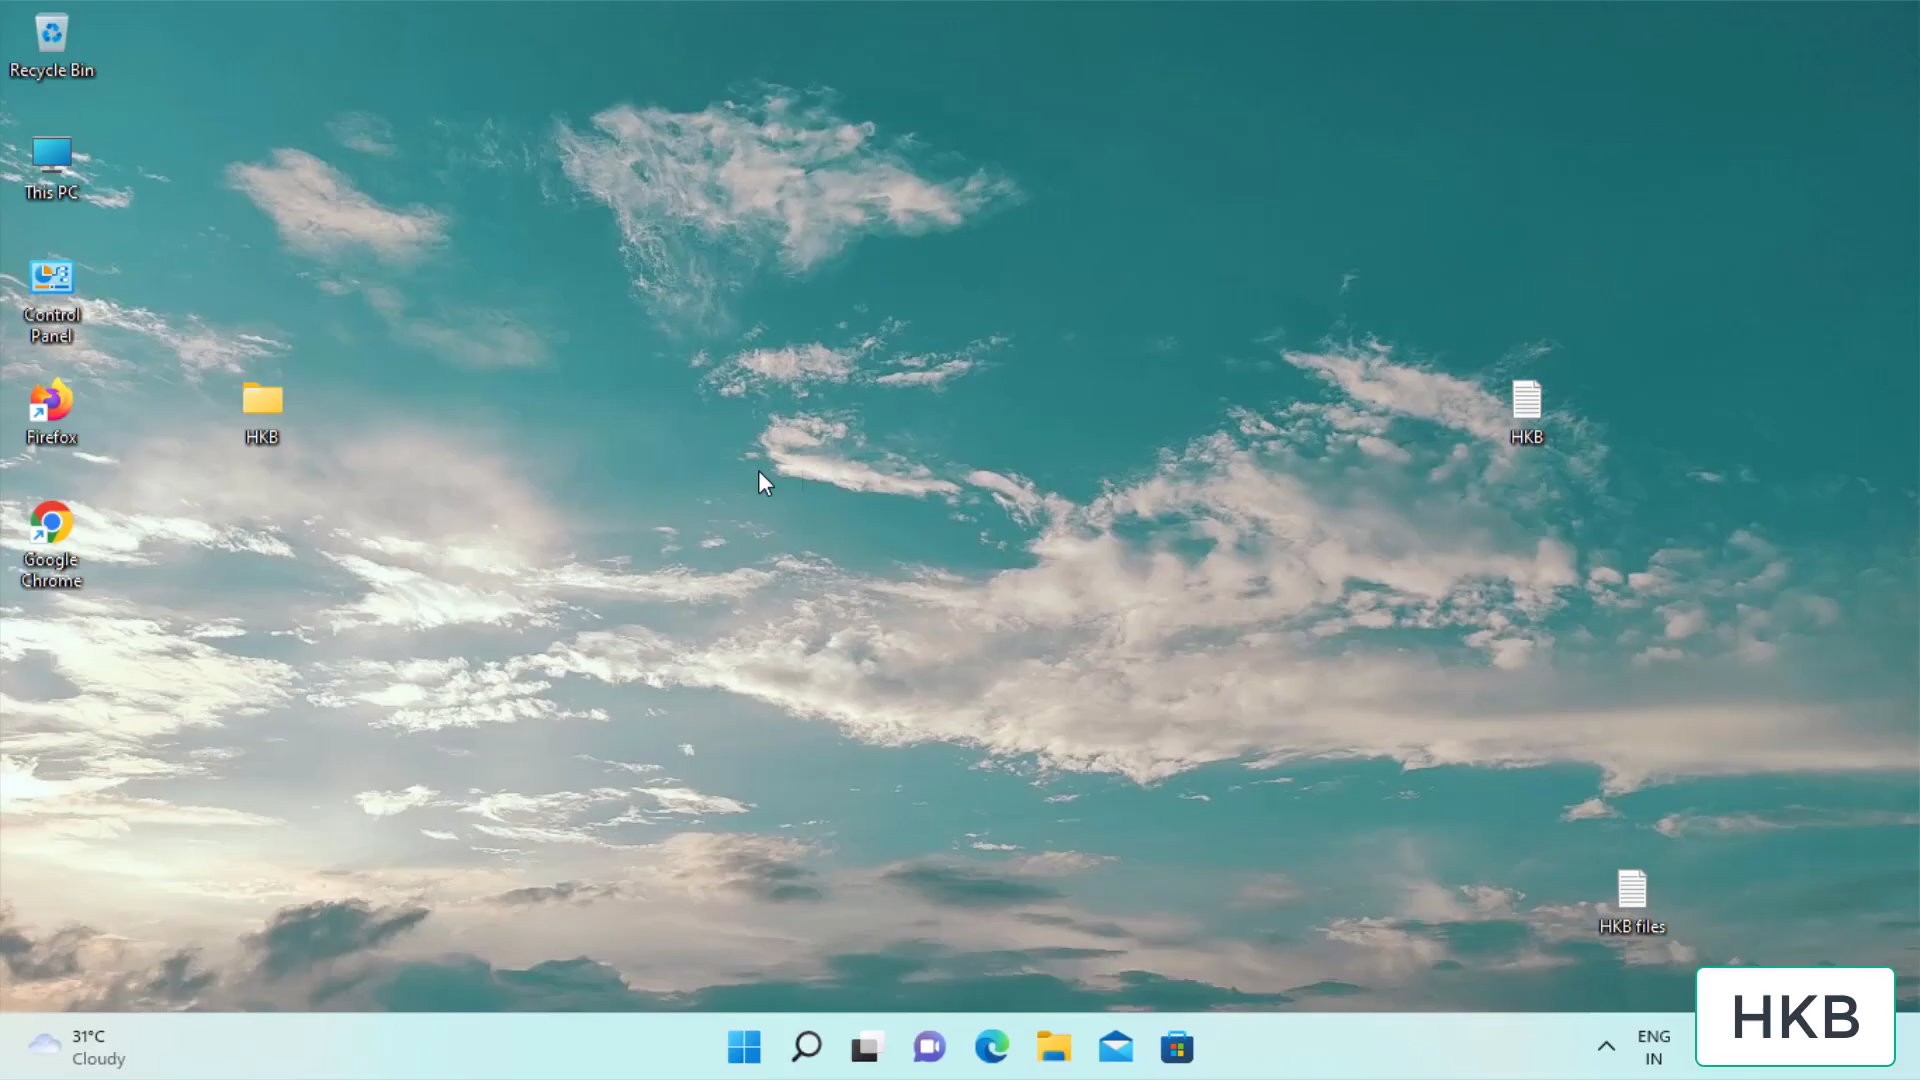 Recycle Bin
This PC
Control
Panel
Firefox
HKB
HKB
Google
Chrome
HKB files
31°C
Cloudy
ENG
IN
HKB